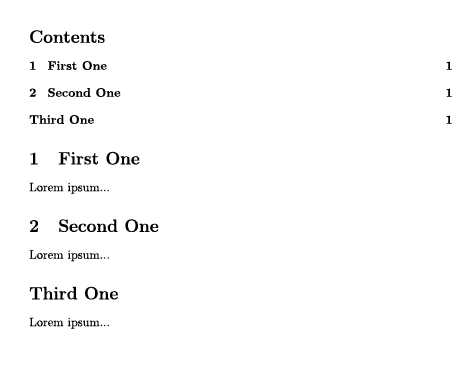 Contents
1 First One 1
2 Second One 1
Third One 1
1 First One
Lorem ipsum...
2 Second One
Lorem ipsum...
Third One
Lorem ipsum...